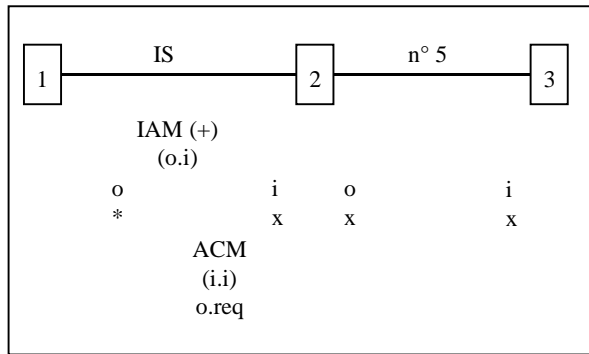 IS n° 5
1 2 3
IAM (+)
(o.i)
o i o i
* x x x
ACM
(i.i)
o.req